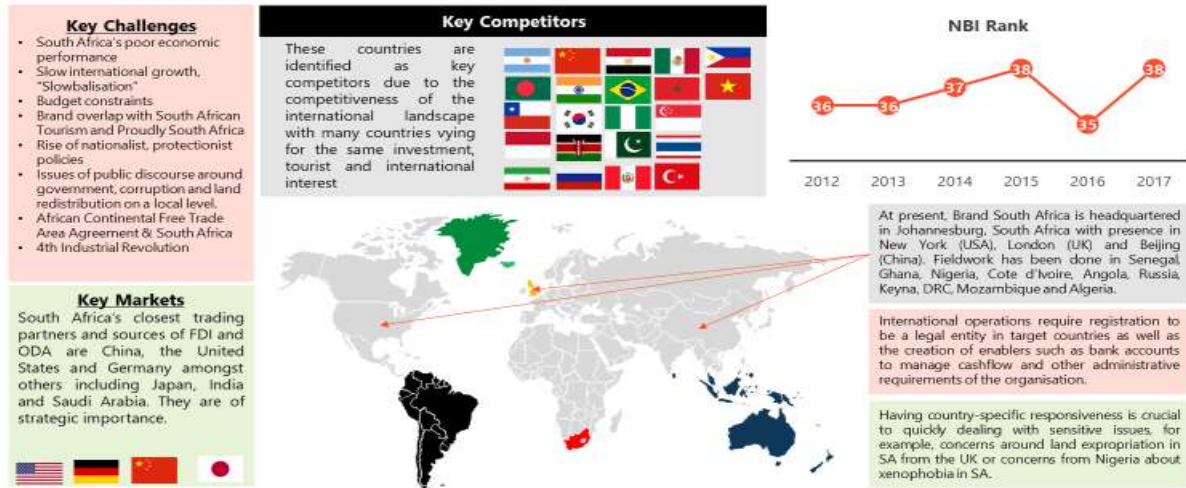 Key Challenges
• South Africa's poor economic
performance
• Slow international growth,
"Slowbalisation"
• Budget constraints
• Brand overlap with South African
Tourism and Proudly South Africa
• Rise of nationalist, protectionist
policies
• Issues of public discourse around
government, corruption and land
redistribution on a local level.
• African Continental Free Trade
Area Agreement & South Africa
• 4th Industrial Revolution
Key Markets
South Africa's closest trading
partners and sources of FDI and
ODA are China, the United
States and Germany amongst
others including Japan, India
and Saudi Arabia. They are of
strategic importance.
Key Competitors
These countries are
identified as key
competitors due to the
competitiveness of the
international landscape
with many countries vying
for the same investment,
tourist and international
interest
NBI Rank
36
36
37
38
35
38
2012 2013 2014 2015 2016 2017
At present, Brand South Africa is headquartered
in Johannesburg, South Africa with presence in
New York (USA), London (UK) and Beijing
(China). Fieldwork has been done in Senegal,
Ghana, Nigeria, Cote d'Ivoire, Angola, Russia,
Keyna, DRC, Mozambique and Algeria.
International operations require registration to
be a legal entity in target countries as well as
the creation of enablers such as bank accounts
to manage cashflow and other administrative
requirements of the organisation.
Having country-specific responsiveness is crucial
to quickly dealing with sensitive issues, for
example, concerns around land expropriation in
SA from the UK or concerns from Nigeria about
xenophobia in SA.